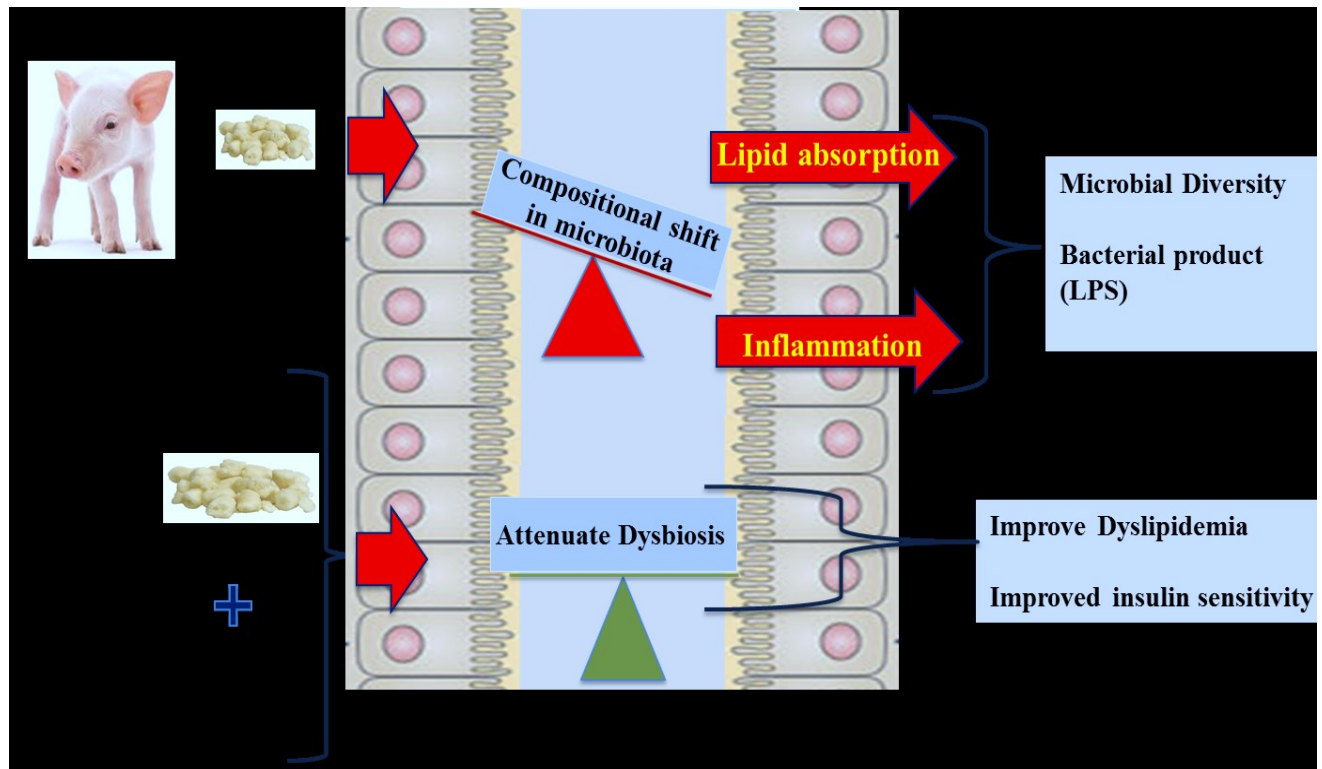 Lipid absorption
Compositional shift
in microbiota
Inflammation
Microbial Diversity
Bacterial product
(LPS)
Attenuate Dysbiosis
Improve Dyslipidemia
Improved insulin sensitivity